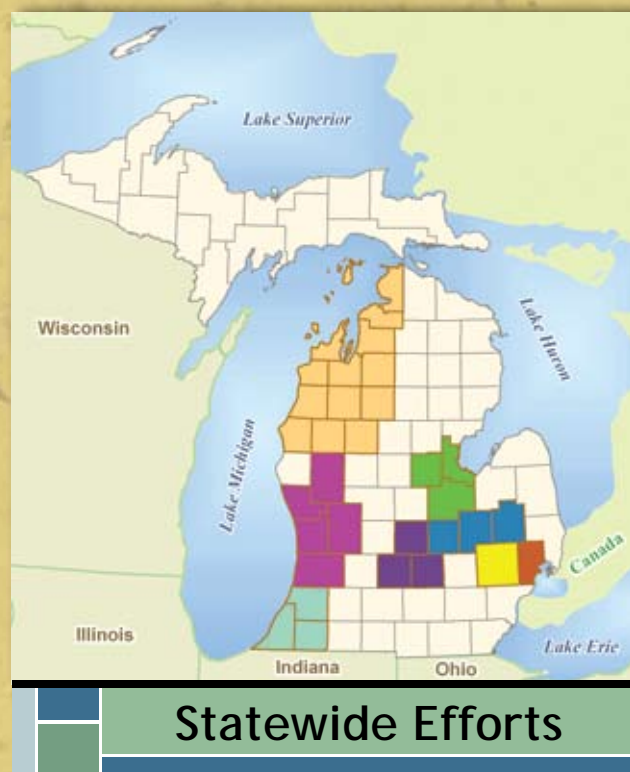 Lake Superior
Wisconsin
Lake Huron
Lake Michigan
Canada
Illinois
Lake Erie
Indiana
Ohio
Statewide Efforts